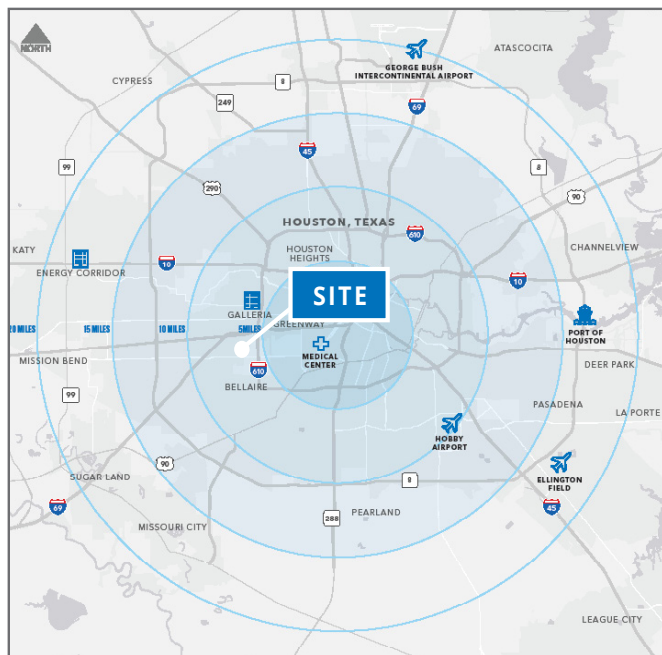 NORTH
GEORGE BUSH
INTERCONTINENTAL AIRPORT
ATASCOCITA
CYPRESS
8
249
69
45
99
8
290
90
HOUSTON, TEXAS
610
KATY
HOUSTON
HEIGHTS
CHANNELVIEW
10
ENERGY CORRIDOR
10
SITE
GALLERIA
GREENWAY
20 MILES
15 MILES
10 MILES
5 MILES
PORT OF
HOUSTON
MISSION BEND
MEDICAL
CENTER
DEER PARK
610
BELLAIRE
99
PASADENA
LA PORTE
HOBBY
AIRPORT
90
SUGAR LAND
8
ELLINGTON
FIELD
69
MISSOURI CITY
288
PEARLAND
45
LEAGUE CITY